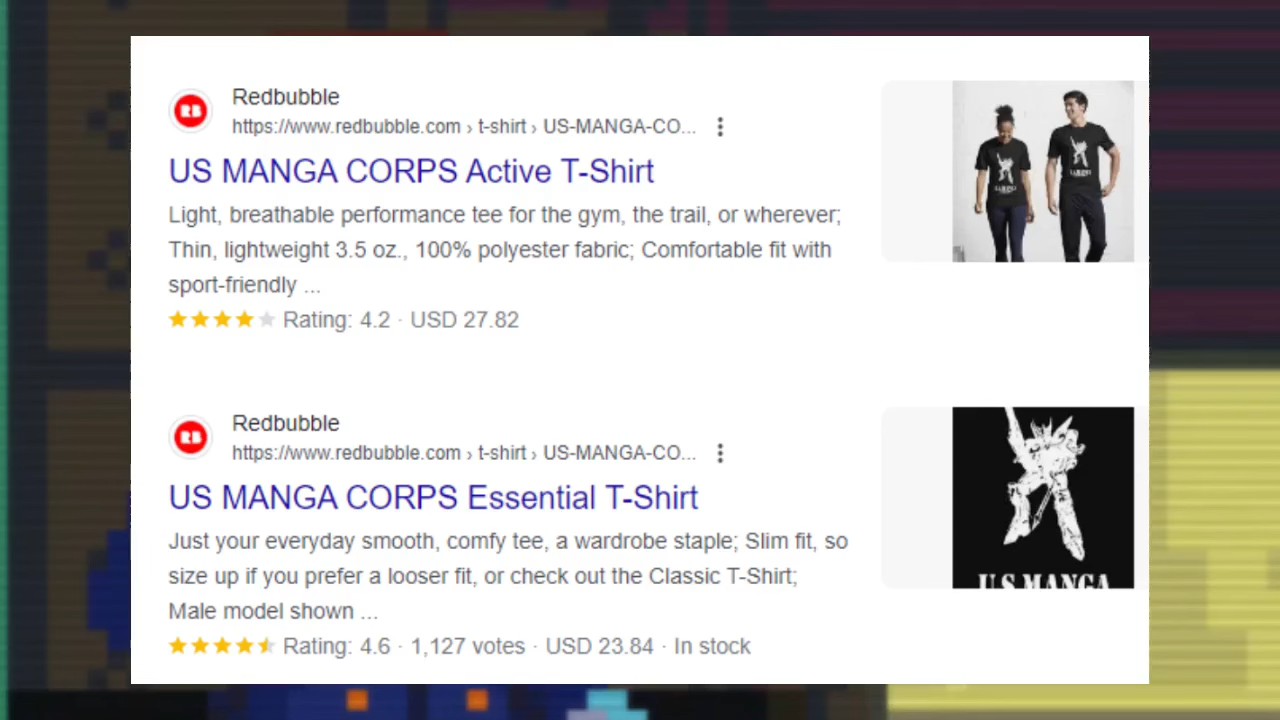 RB
Redbubble
https://www.redbubble.com › t-shirt › US-MANGA-CO...
US MANGA CORPS Active T-Shirt
Light, breathable performance tee for the gym, the trail, or wherever;
Thin, lightweight 3.5 oz., 100% polyester fabric; Comfortable fit with
sport-friendly ...
Rating: 4.2 · USD 27.82
RB
Redbubble
https://www.redbubble.com › t-shirt › US-MANGA-CO...
US MANGA CORPS Essential T-Shirt
Just your everyday smooth, comfy tee, a wardrobe staple; Slim fit, so
size up if you prefer a looser fit, or check out the Classic T-Shirt;
Male model shown ...
Rating: 4.6 · 1,127 votes · USD 23.84 · In stock
U.S. MANGA